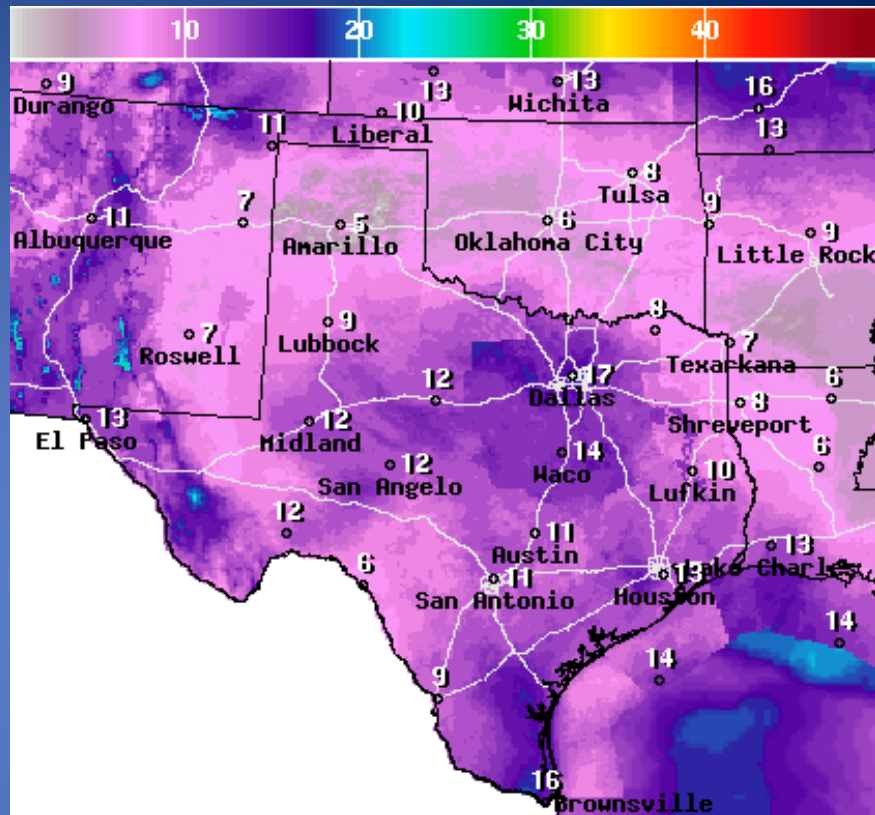 10 20 30 40
9
Durango
13
13
Wichita
16
10
Liberal
11
13
8
Tulsa
11
Albuquerque
7
5
Amarillo
6
Oklahoma City
9
9
Little Rock
7
Roswell
9
Lubbock
8
7
Texarkana
17
Dallas
12
8
Shreveport
6
13
El Paso
12
Midland
12
San Angelo
14
Waco
10
Lufkin
6
12
11
Austin
13
Lake Charles
6
11
San Antonio
13
Houston
14
14
9
16
Brownsville